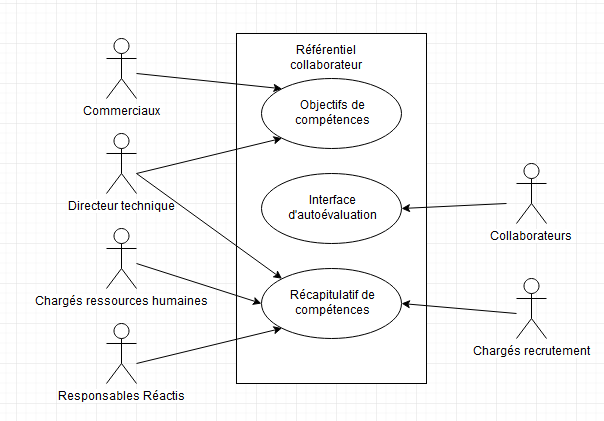 Référentiel
collaborateur
Commerciaux
Objectifs de
compétences
Directeur technique
Interface
d'autoévaluation
Collaborateurs
Chargés ressources humaines
Récapitulatif de
compétences
Chargés recrutement
Responsables Réactis